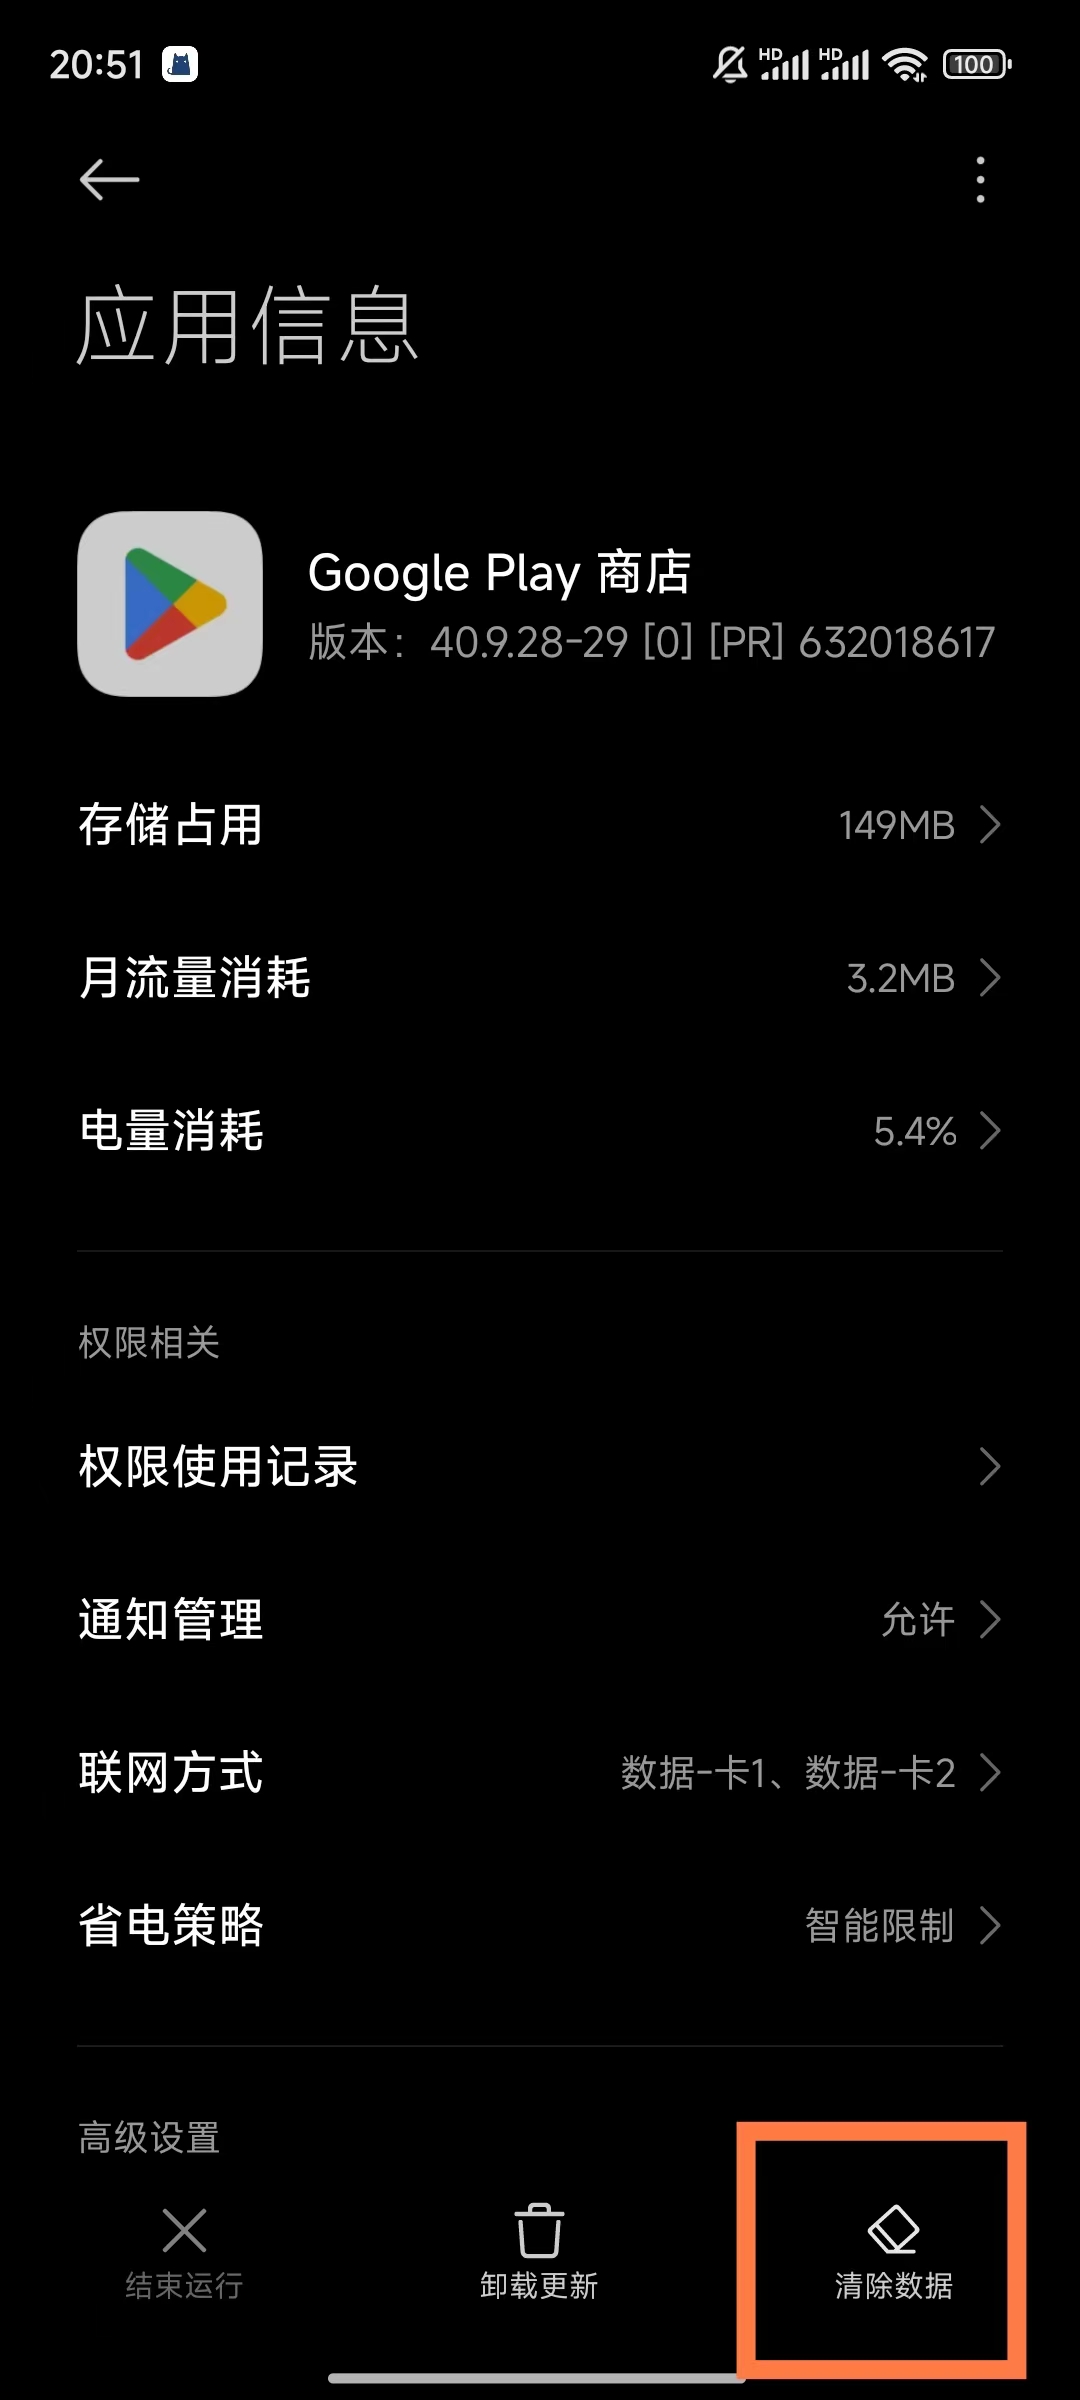 20:51
HD HD 100
应用信息
Google Play 商店
版本：40.9.28-29 [0] [PR] 632018617
存储占用 149MB
月流量消耗 3.2MB
电量消耗 5.4%
权限相关
权限使用记录
通知管理 允许
联网方式 数据-卡1、数据-卡2
省电策略 智能限制
高级设置
结束运行 卸载更新 清除数据